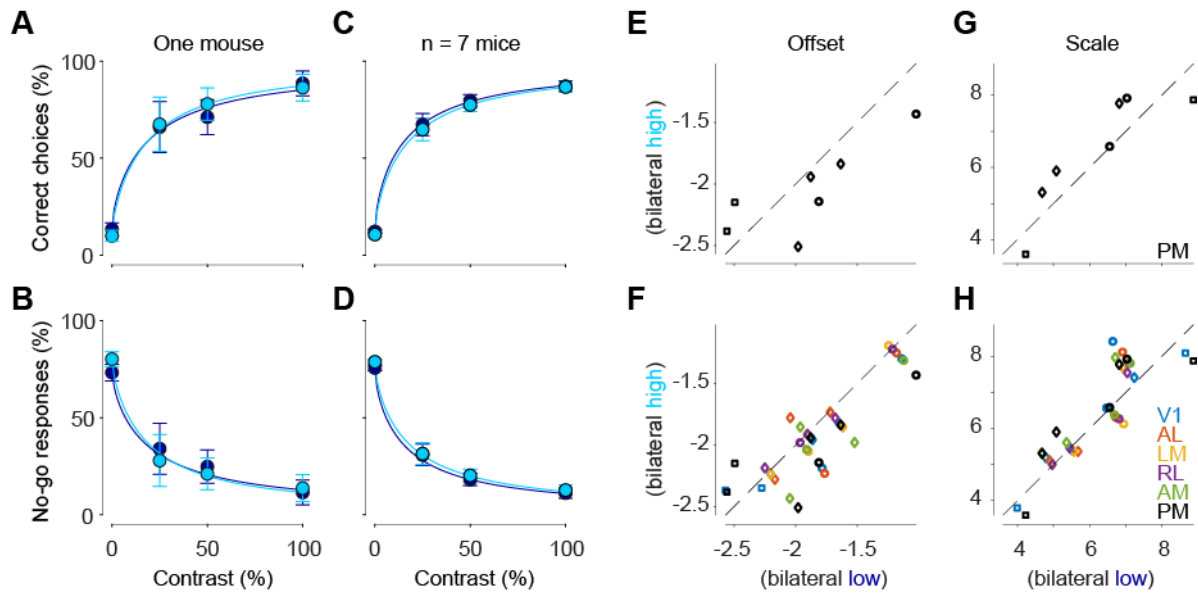 A
One mouse
Correct choices (%)
100
50
0
C
n = 7 mice
E
Offset
(bilateral high)
-1.5
-2
-2.5
G
Scale
8
6
4
PM
B
No-go responses (%)
100
50
0
0
50
100
Contrast (%)
D
0
50
100
Contrast (%)
F
(bilateral high)
-1.5
-2
-2.5
-2.5
-2
-1.5
(bilateral low)
H
8
6
4
V1
AL
LM
RL
AM
PM
4
6
8
(bilateral low)